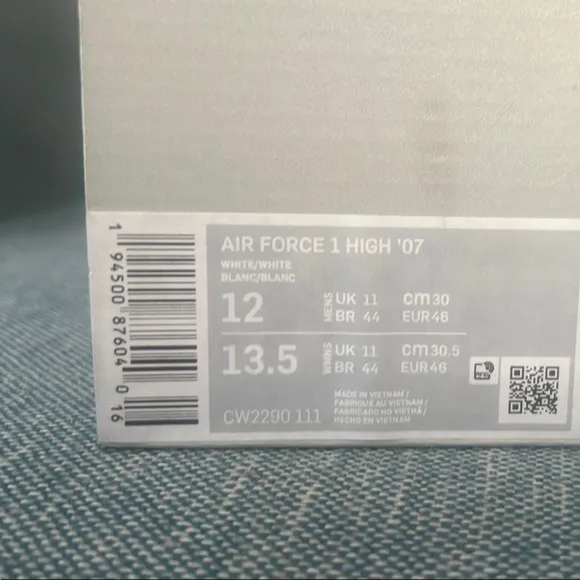 AIR FORCE 1 HIGH '07
WHITE/WHITE
BLANC/BLANC
12 MENS UK 11 cm 30
BR 44 EUR 46
13.5 WMNS UK 11 cm 30.5
BR 44 EUR 46
CW2290 111
MADE IN VIETNAM /
FABRIQUE AU VIETNAM /
FABRICADO NO VIETNÃ /
HECHO EN VIETNAM
1 94500 87604 0 16